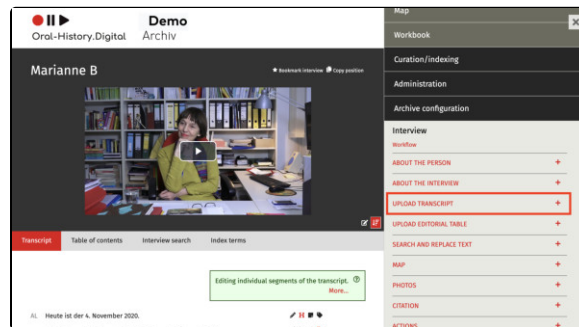 Oral-History.Digital
Demo
Archiv
Marianne B
Bookmark interview
Copy position
Transcript
Table of contents
Interview search
Index terms
Editing individual segments of the transcript.
More...
AL Heute ist der 4. November 2020.
H
Map
Workbook
Curation/indexing
Administration
Archive configuration
Interview
Workflow
ABOUT THE PERSON +
ABOUT THE INTERVIEW +
UPLOAD TRANSCRIPT +
UPLOAD EDITORIAL TABLE +
SEARCH AND REPLACE TEXT +
MAP +
PHOTOS +
CITATION +
ACTIONS +